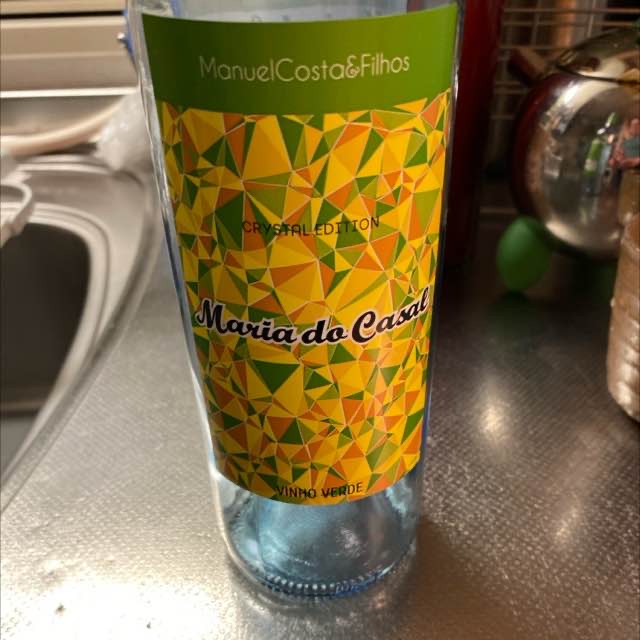 ManuelCosta&Filhos
CRYSTAL EDITION
Maria do Casal
VINHO VERDE